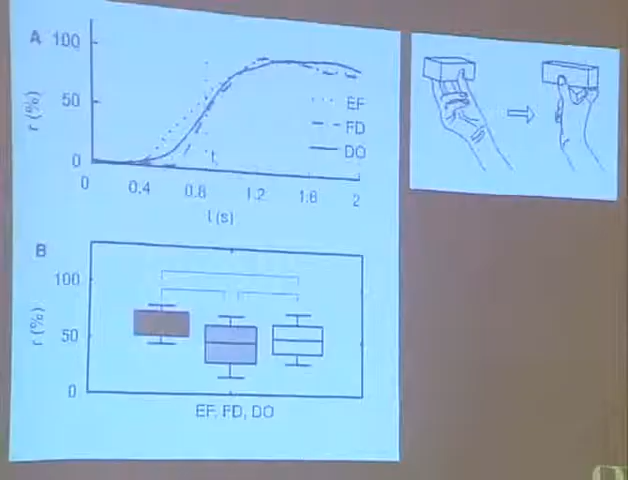 A
100
r (%)
50
EF
FD
DO
0
t
0 0.4 0.8 1.2 1.6 2
t (s)
B
100
r (%)
50
0
EF, FD, DO